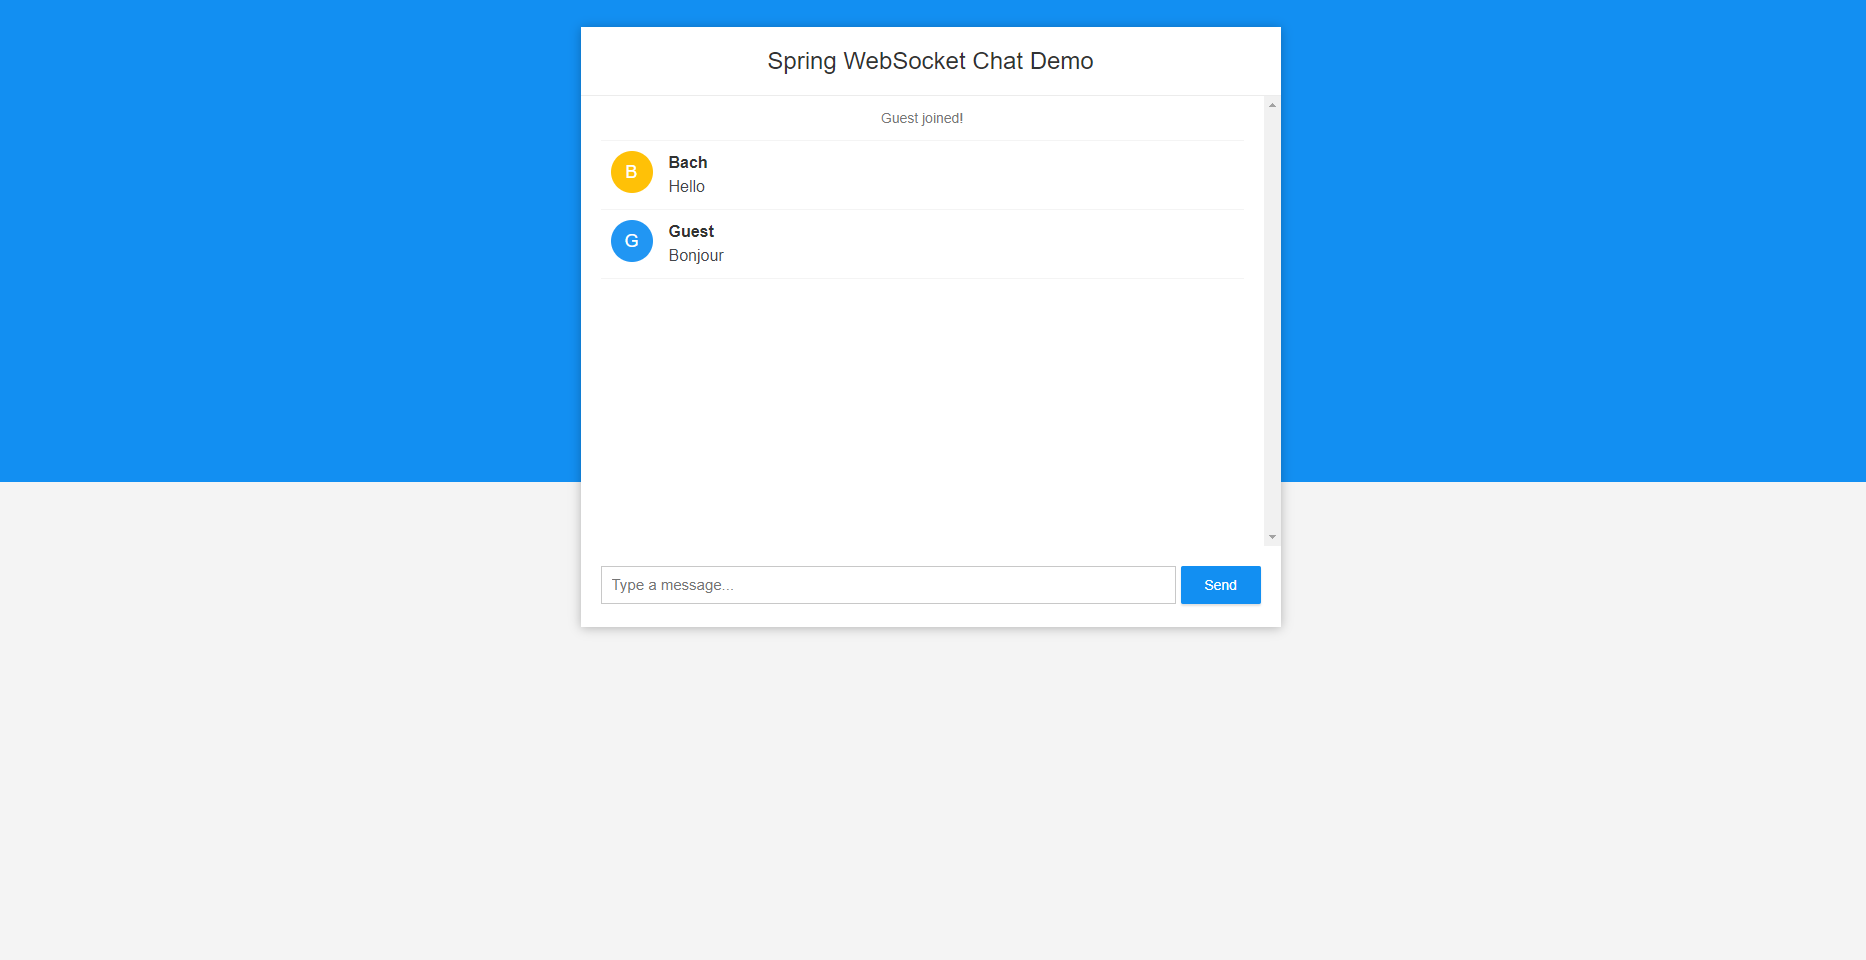 Spring WebSocket Chat Demo
Guest joined!
B
Bach
Hello
G
Guest
Bonjour
Type a message...
Send